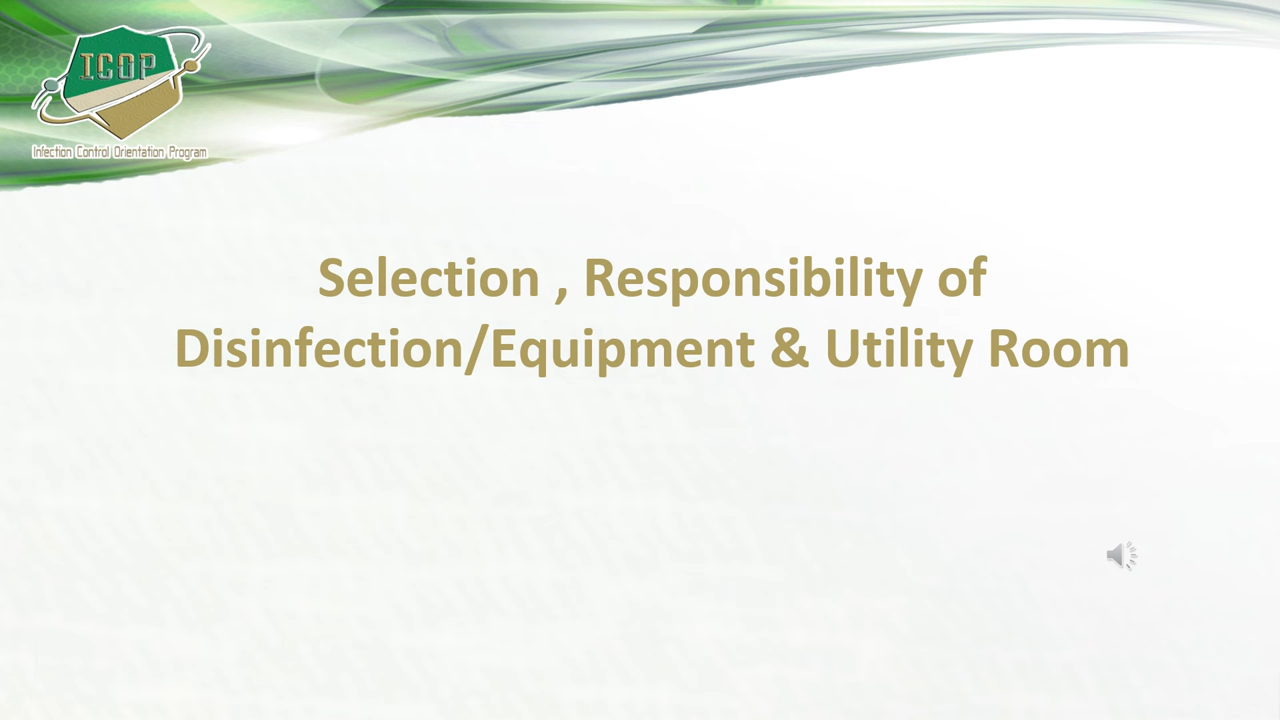 ICOP
Infection Control Orientation Program
Selection , Responsibility of
Disinfection/Equipment & Utility Room